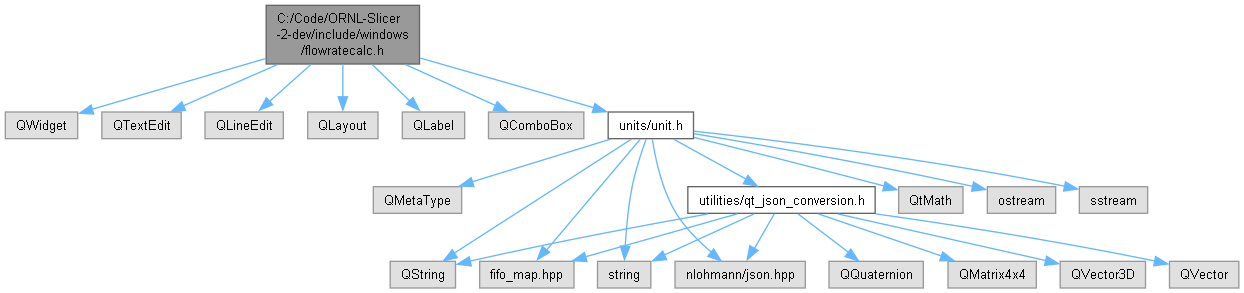 C:/Code/ORNL-Slicer
-2-dev/include/windows
/flowratecalc.h
QWidget
QTextEdit
QLineEdit
QLayout
QLabel
QComboBox
units/unit.h
QMetaType
utilities/qt_json_conversion.h
QtMath
ostream
sstream
QString
fifo_map.hpp
string
nlohmann/json.hpp
QQuaternion
QMatrix4x4
QVector3D
QVector